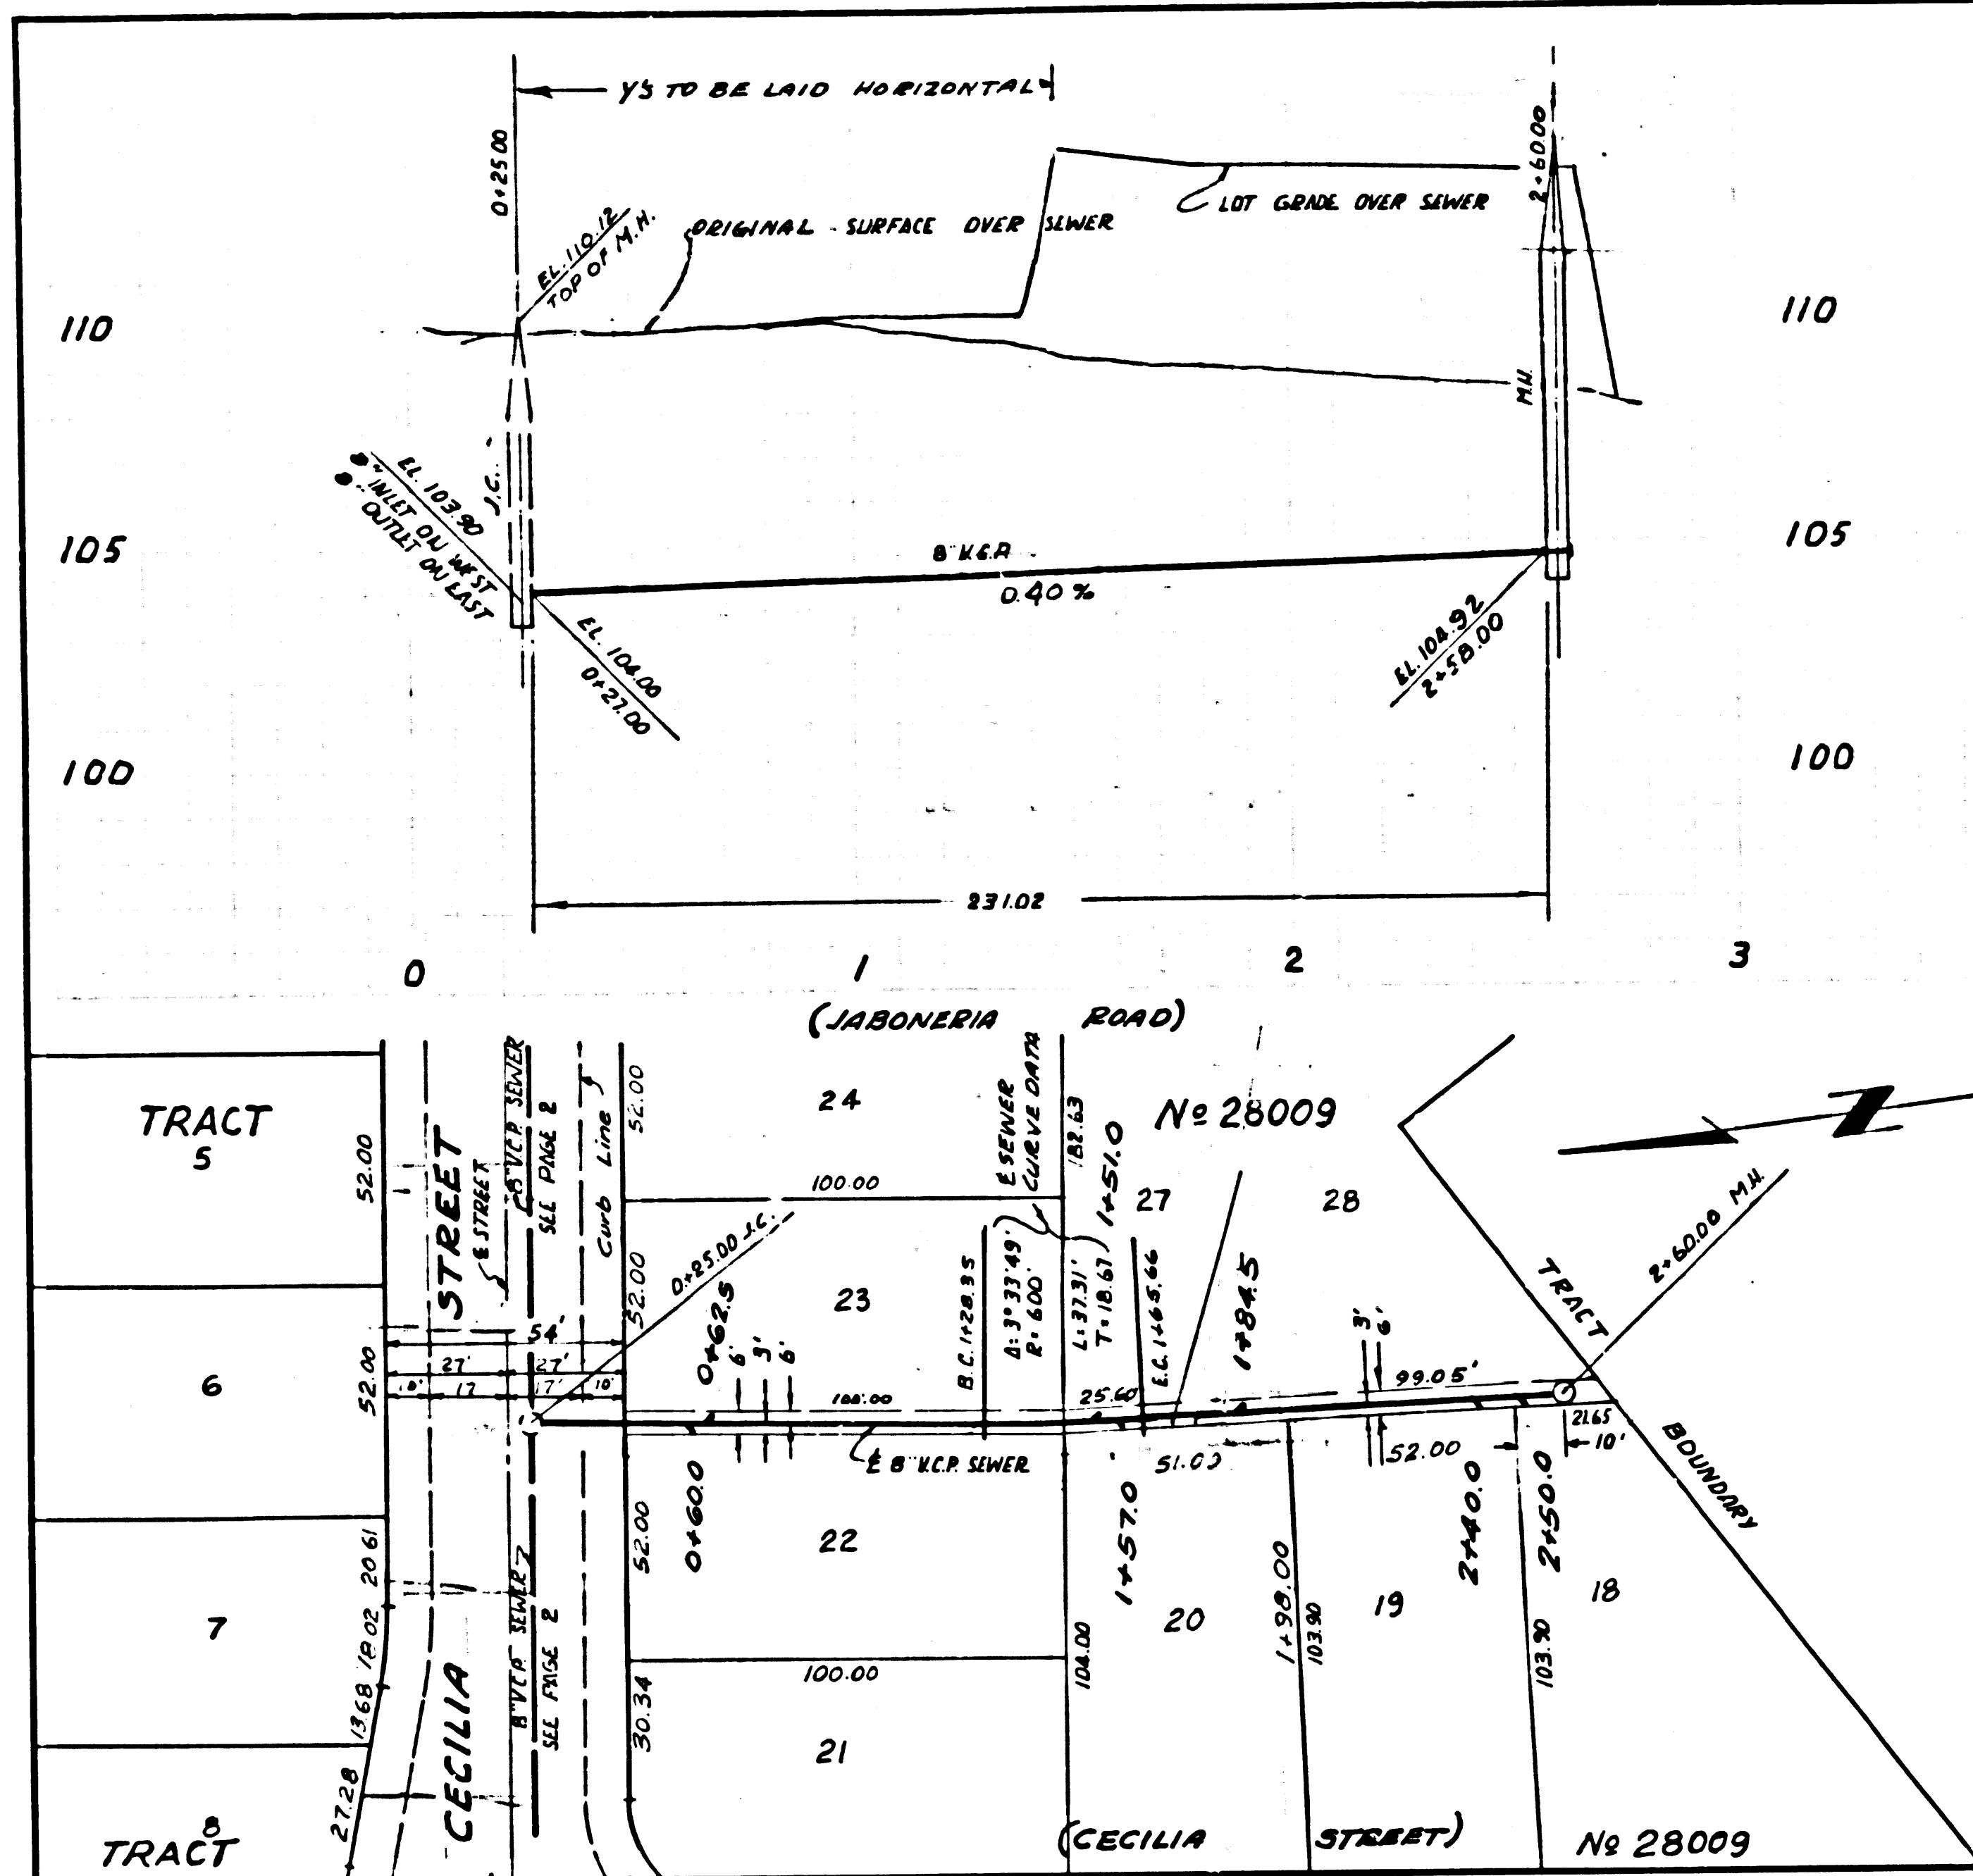 Y'S TO BE LAID HORIZONTAL
0+25.00
2+60.00
LOT GRADE OVER SEWER
EL. 110.12
TOP OF M.H.
ORIGINAL SURFACE OVER SEWER
110
110
M.H.
J.C.
EL. 103.90
8" INLET ON WEST
8" OUTLET ON EAST
105
105
8" V.C.P.
0.40 %
EL. 104.00
0+27.00
EL. 104.92
2+58.00
100
100
231.02
0
1
2
3
(JABONERIA ROAD)
TRACT
5
52.00
STREET
℄ STREET
8" V.C.P. SEWER
SEE PAGE 2
Curb Line
52.00
24
℄ SEWER
CURVE DATA
182.63
1+51.0
Nº 28009
100.00
27
28
2+60.00 M.H.
TRACT
BOUNDARY
0+25.00 J.C.
52.00
23
B.C. 1+28.35
Δ: 3° 33' 49"
R: 600'
L: 37.31'
T: 18.67'
E.C. 1+65.66
1+84.5
0+62.5
6'
3'
6'
3'
6'
54'
27'
27'
10'
17
17'
10'
6
52.00
100.00
25.60
99.05'
21.65
10'
℄ 8" V.C.P. SEWER
51.00
52.00
0+60.0
52.00
22
1+57.0
2+40.0
2+50.0
20 61
18 02
13.68
27.28
7
8" V.C.P. SEWER
SEE PAGE 2
20
1+98.00
103.90
19
103.90
18
100.00
104.00
30.34
21
CECILIA
8
TRACT
(CECILIA STREET)
Nº 28009